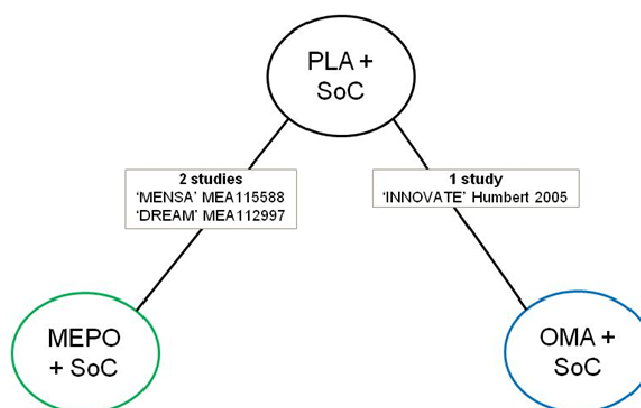 PLA +
SoC
2 studies
‘MENSA’ MEA115588
‘DREAM’ MEA112997
1 study
‘INNOVATE’ Humbert 2005
MEPO
+ SoC
OMA +
SoC